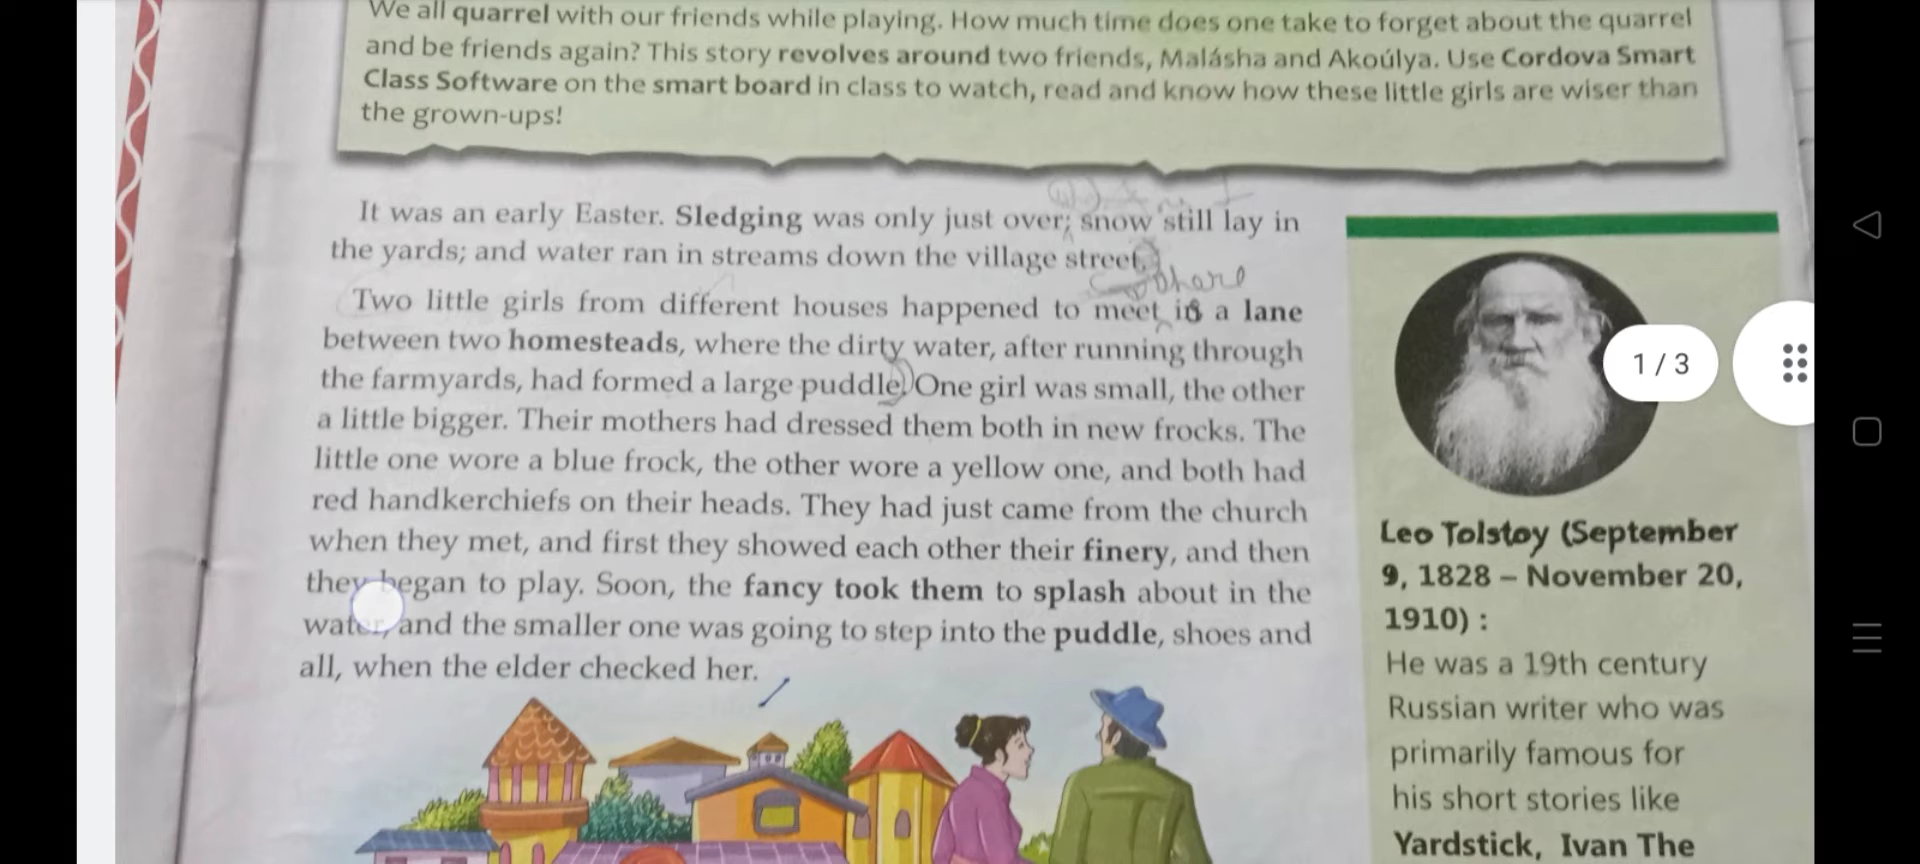 We all quarrel with our friends while playing. How much time does one take to forget about the quarrel
and be friends again? This story revolves around two friends, Malásha and Akoúlya. Use Cordova Smart
Class Software on the smart board in class to watch, read and know how these little girls are wiser than
the grown-ups!
It was an early Easter. Sledging was only just over; snow still lay in
the yards; and water ran in streams down the village street.
where
Two little girls from different houses happened to meet in a lane
between two homesteads, where the dirty water, after running through
the farmyards, had formed a large puddle. One girl was small, the other
a little bigger. Their mothers had dressed them both in new frocks. The
little one wore a blue frock, the other wore a yellow one, and both had
red handkerchiefs on their heads. They had just come from the church
when they met, and first they showed each other their finery, and then
they began to play. Soon, the fancy took them to splash about in the
water, and the smaller one was going to step into the puddle, shoes and
all, when the elder checked her.
1 / 3
Leo Tolstoy (September
9, 1828 – November 20,
1910) :
He was a 19th century
Russian writer who was
primarily famous for
his short stories like
Yardstick, Ivan The